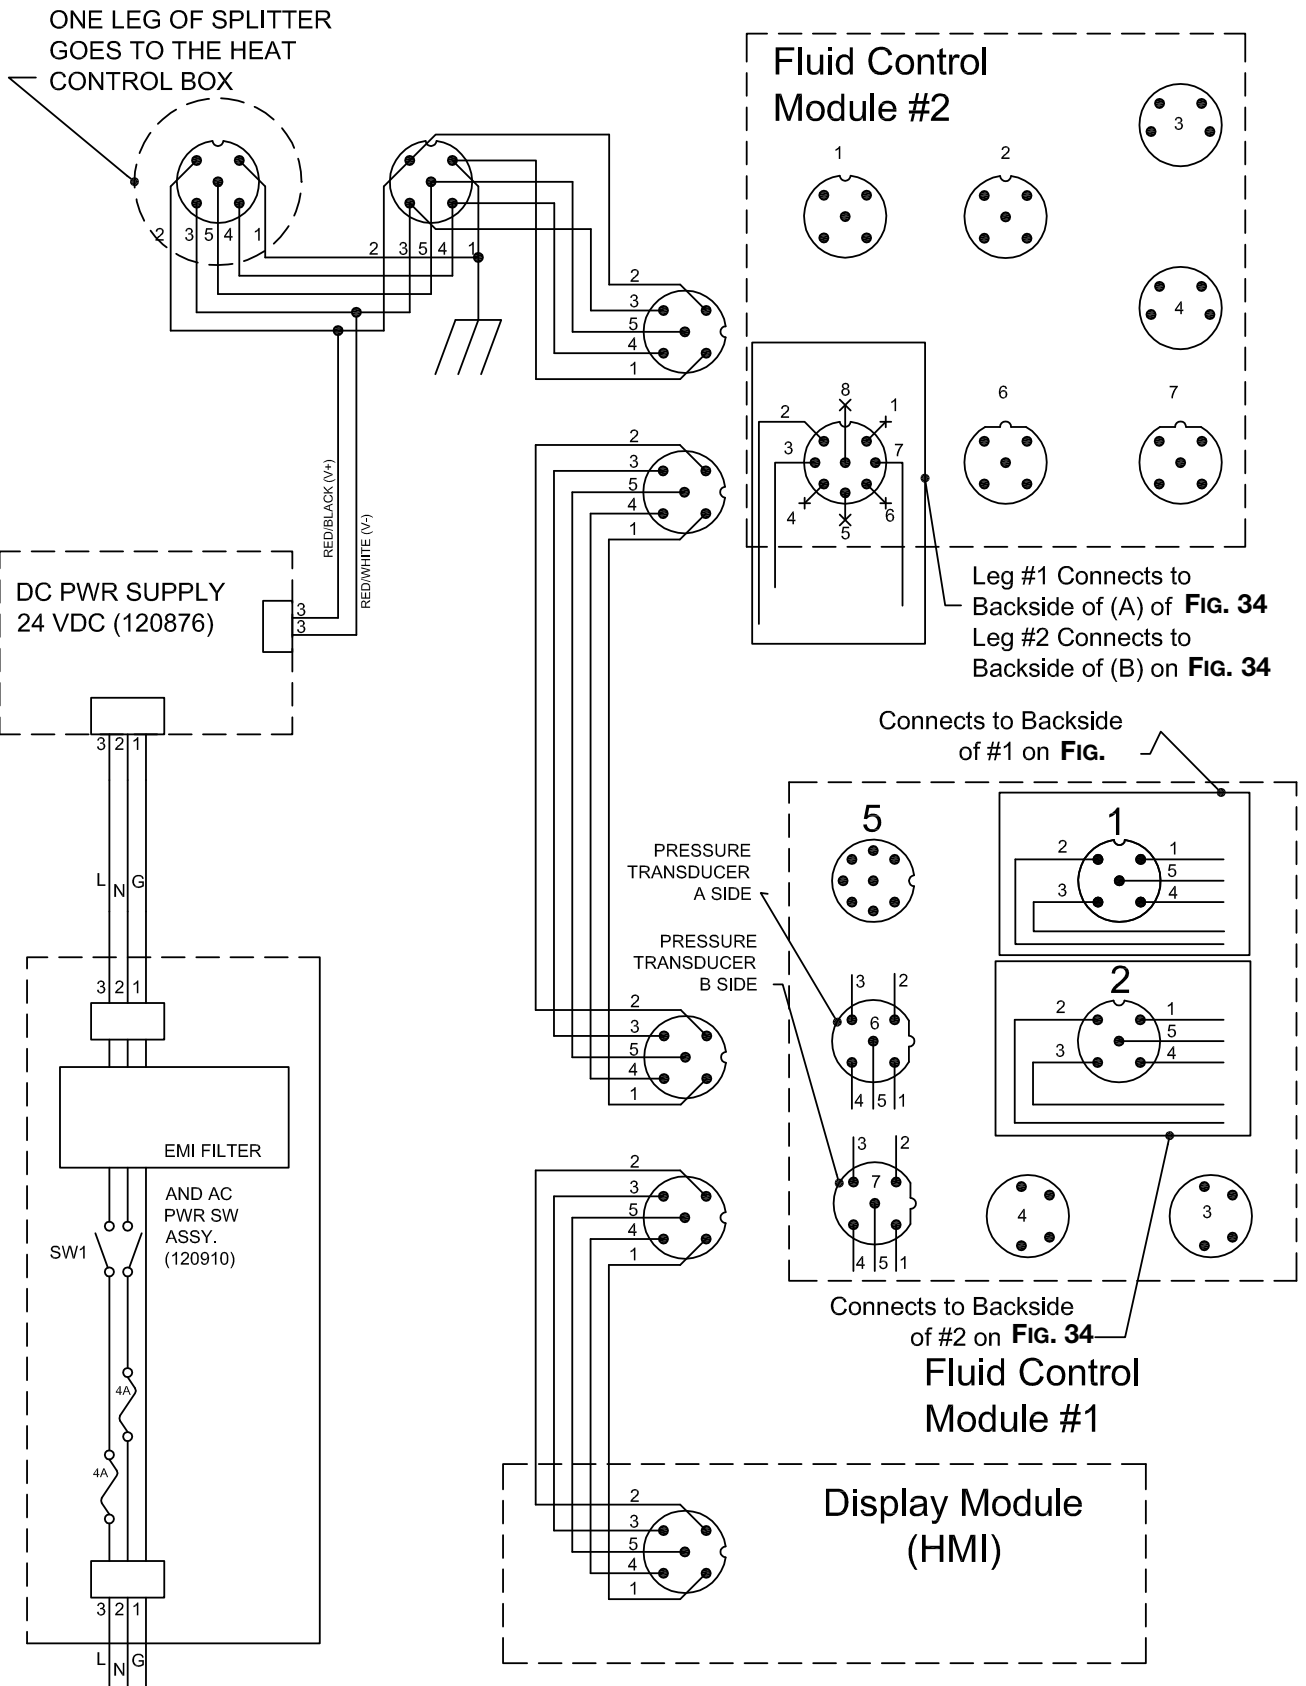 ONE LEG OF SPLITTER
GOES TO THE HEAT
CONTROL BOX
2 3 5 4 1
2 3 5 4 1
2
3
5
4
1
Fluid Control
Module #2
1
2
3
4
6
7
8
2
1
3
7
4
5
6
Leg #1 Connects to
Backside of (A) of FIG. 34
Leg #2 Connects to
Backside of (B) on FIG. 34
2
3
5
4
1
RED/BLACK (V+)
RED/WHITE (V-)
DC PWR SUPPLY
24 VDC (120876)
3
3
3 2 1
L N G
3 2 1
EMI FILTER
AND AC
PWR SW
ASSY.
(120910)
SW1
4A
4A
3 2 1
L N G
Connects to Backside
of #1 on FIG.
5
1
2
1
5
3
4
PRESSURE
TRANSDUCER
A SIDE
PRESSURE
TRANSDUCER
B SIDE
3 2
6
4 5 1
2
2
1
5
3
4
3 2
7
4 5 1
4
3
Connects to Backside
of #2 on FIG. 34
Fluid Control
Module #1
2
3
5
4
1
2
3
5
4
1
Display Module
(HMI)
2
3
5
4
1